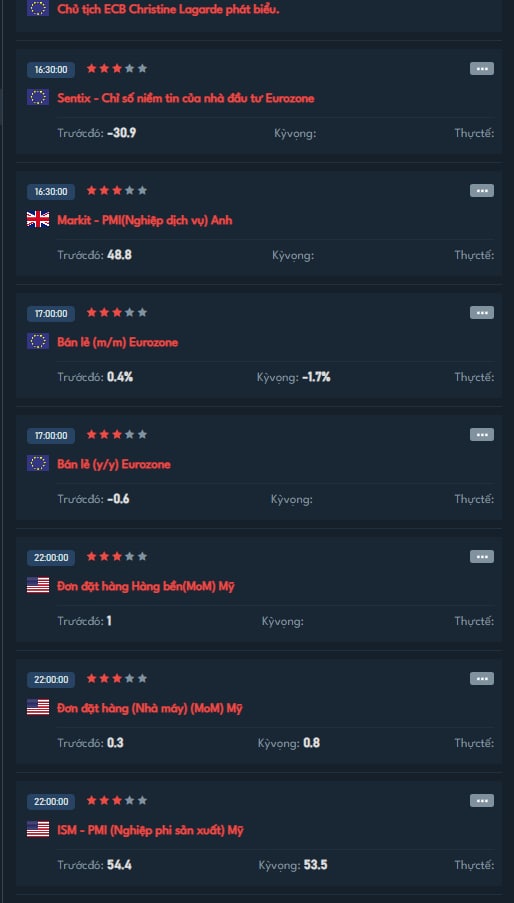 Chủ tịch ECB Christine Lagarde phát biểu.
16:30:00
Sentix - Chỉ số niềm tin của nhà đầu tư Eurozone
Trướcđó: -30.9 Kỳvọng: Thựctế:
16:30:00
Markit - PMI(Nghiệp dịch vụ) Anh
Trướcđó: 48.8 Kỳvọng: Thựctế:
17:00:00
Bán lẻ (m/m) Eurozone
Trướcđó: 0.4% Kỳvọng: -1.7% Thựctế:
17:00:00
Bán lẻ (y/y) Eurozone
Trướcđó: -0.6 Kỳvọng: Thựctế:
22:00:00
Đơn đặt hàng Hàng bền(MoM) Mỹ
Trướcđó: 1 Kỳvọng: Thựctế:
22:00:00
Đơn đặt hàng (Nhà máy) (MoM) Mỹ
Trướcđó: 0.3 Kỳvọng: 0.8 Thựctế:
22:00:00
ISM - PMI (Nghiệp phi sản xuất) Mỹ
Trướcđó: 54.4 Kỳvọng: 53.5 Thựctế: